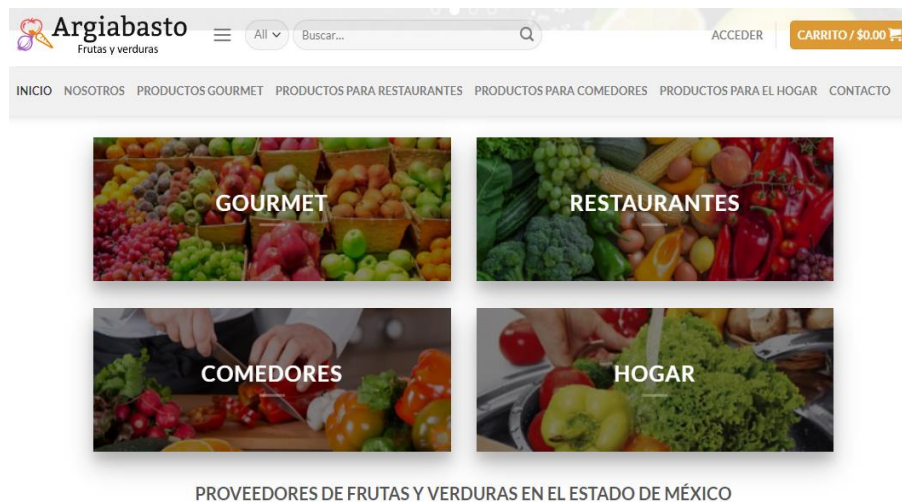 Argiabasto
Frutas y verduras
All
Buscar...
ACCEDER
CARRITO / $0.00
INICIO NOSOTROS PRODUCTOS GOURMET PRODUCTOS PARA RESTAURANTES PRODUCTOS PARA COMEDORES PRODUCTOS PARA EL HOGAR CONTACTO
GOURMET
RESTAURANTES
COMEDORES
HOGAR
PROVEEDORES DE FRUTAS Y VERDURAS EN EL ESTADO DE MÉXICO